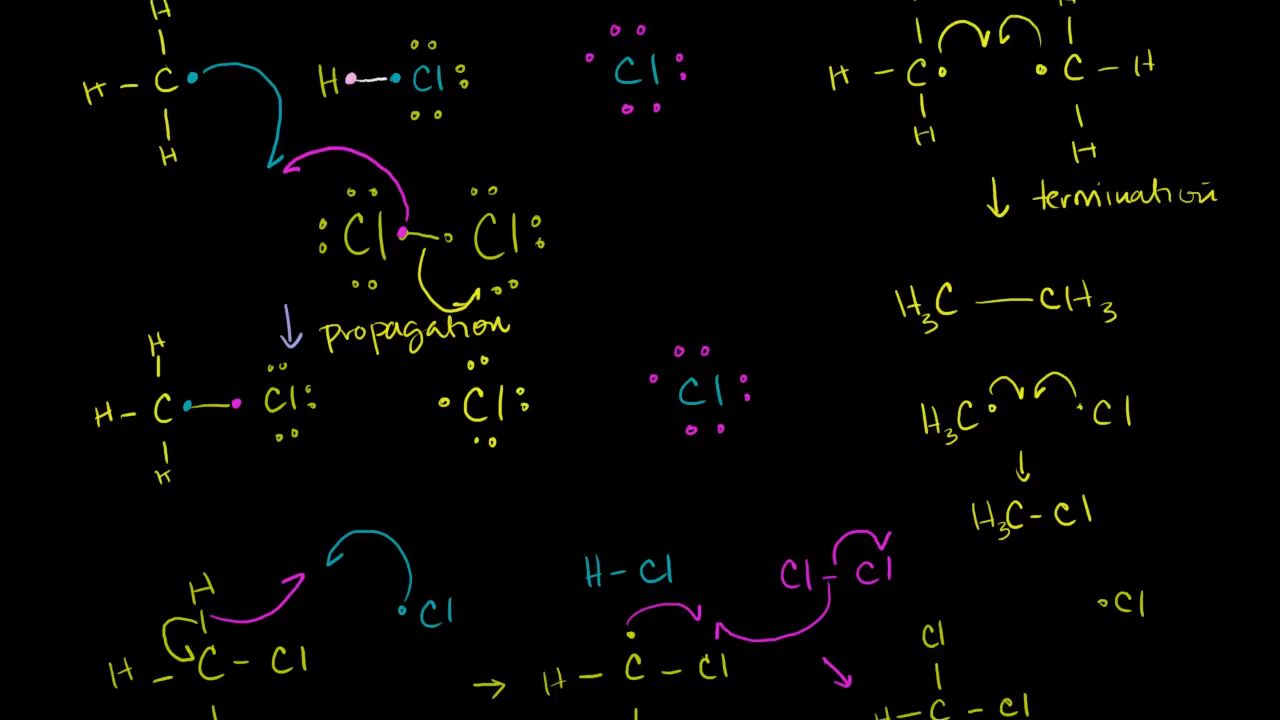 H
H – C • H •–• Cl Cl
H
H – C • • C – H
H H
↓ termination
Cl – Cl
H₃C — CH₃
↓ propagation
H
H – C •–• Cl • Cl Cl
H
H₃C • • Cl
↓
H₃C – Cl
H – Cl Cl – Cl
• Cl
H
• Cl
H – C – Cl
→ H – C – Cl
Cl
H – C – Cl